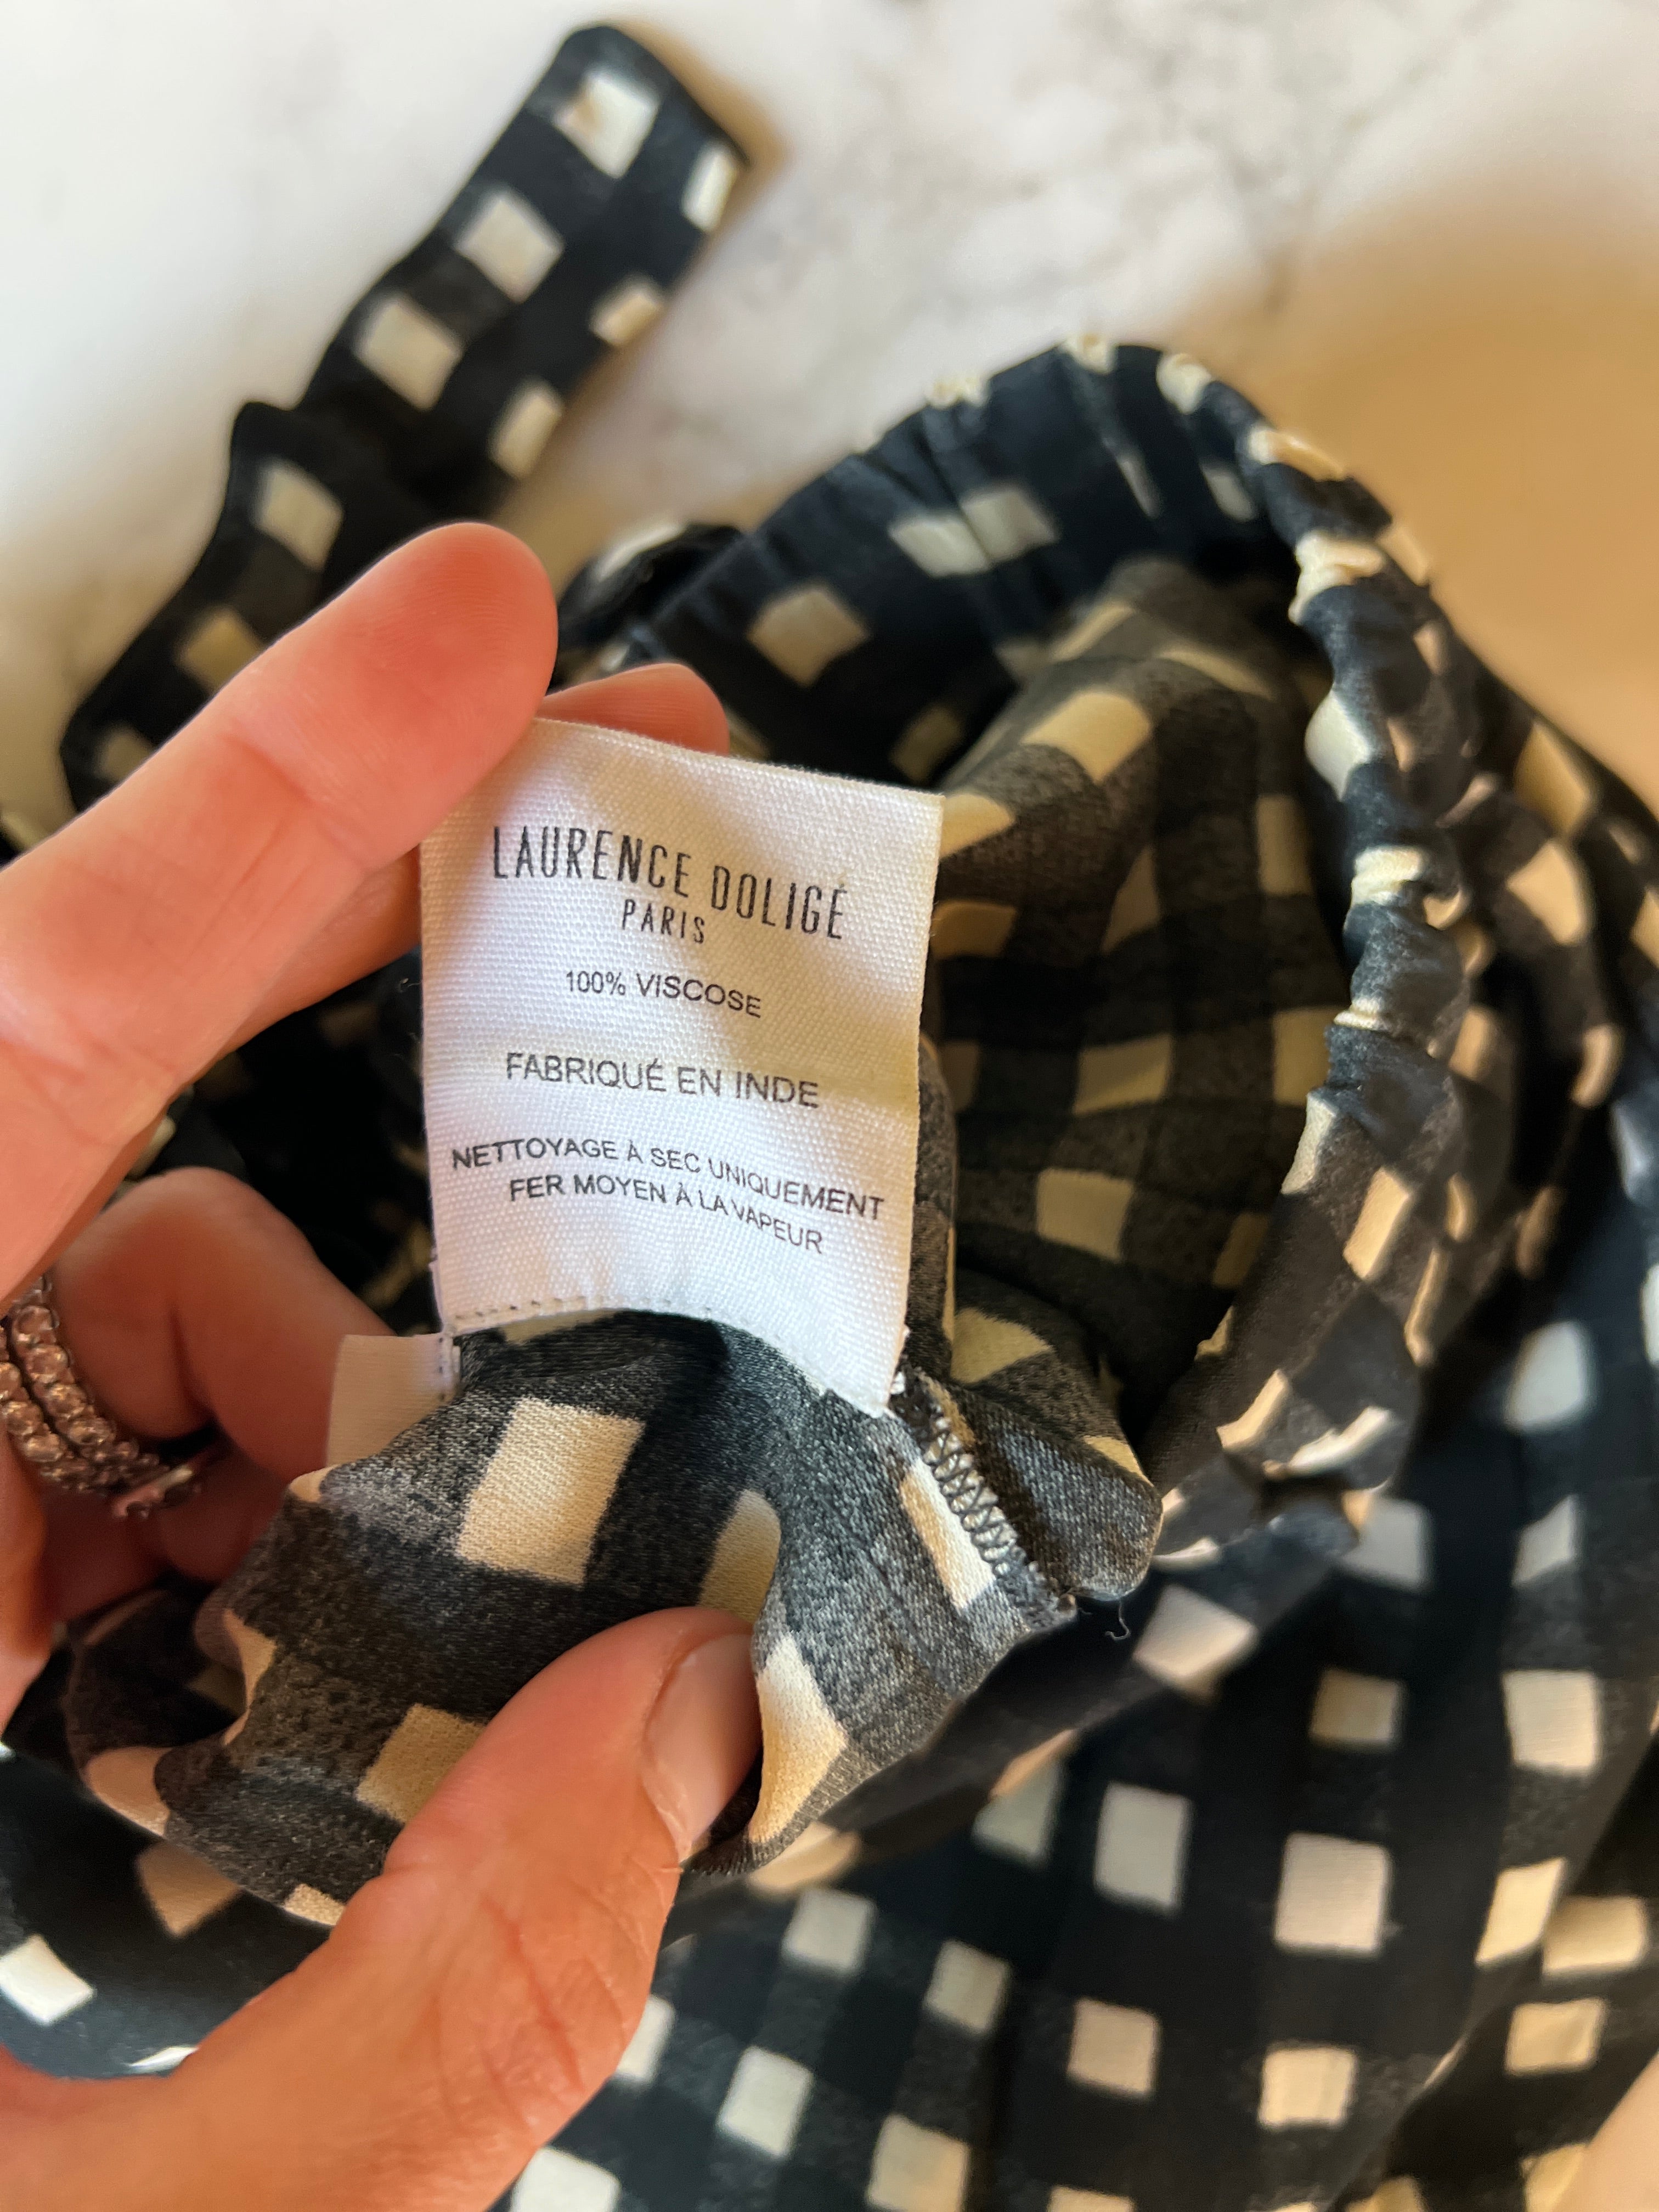 LAURENCE DOLIGÉ
PARIS
100% VISCOSE
FABRIQUÉ EN INDE
NETTOYAGE À SEC UNIQUEMENT
FER MOYEN À LA VAPEUR